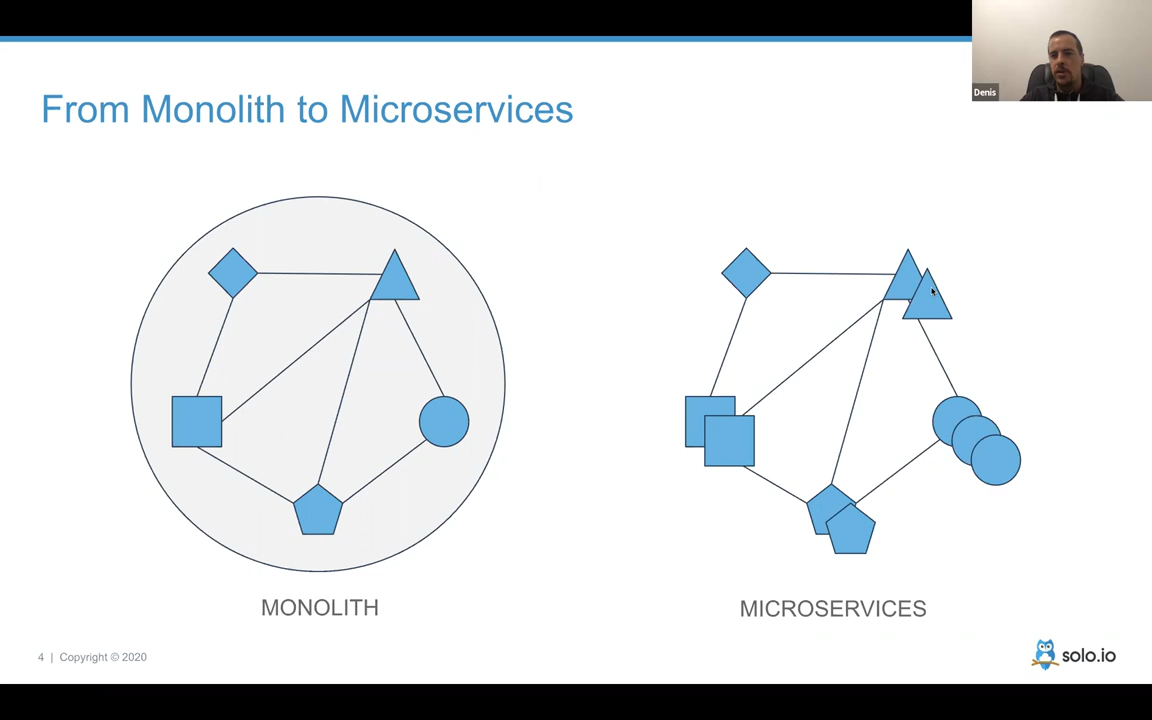 Denis
From Monolith to Microservices
MONOLITH
MICROSERVICES
4 | Copyright © 2020
solo.io